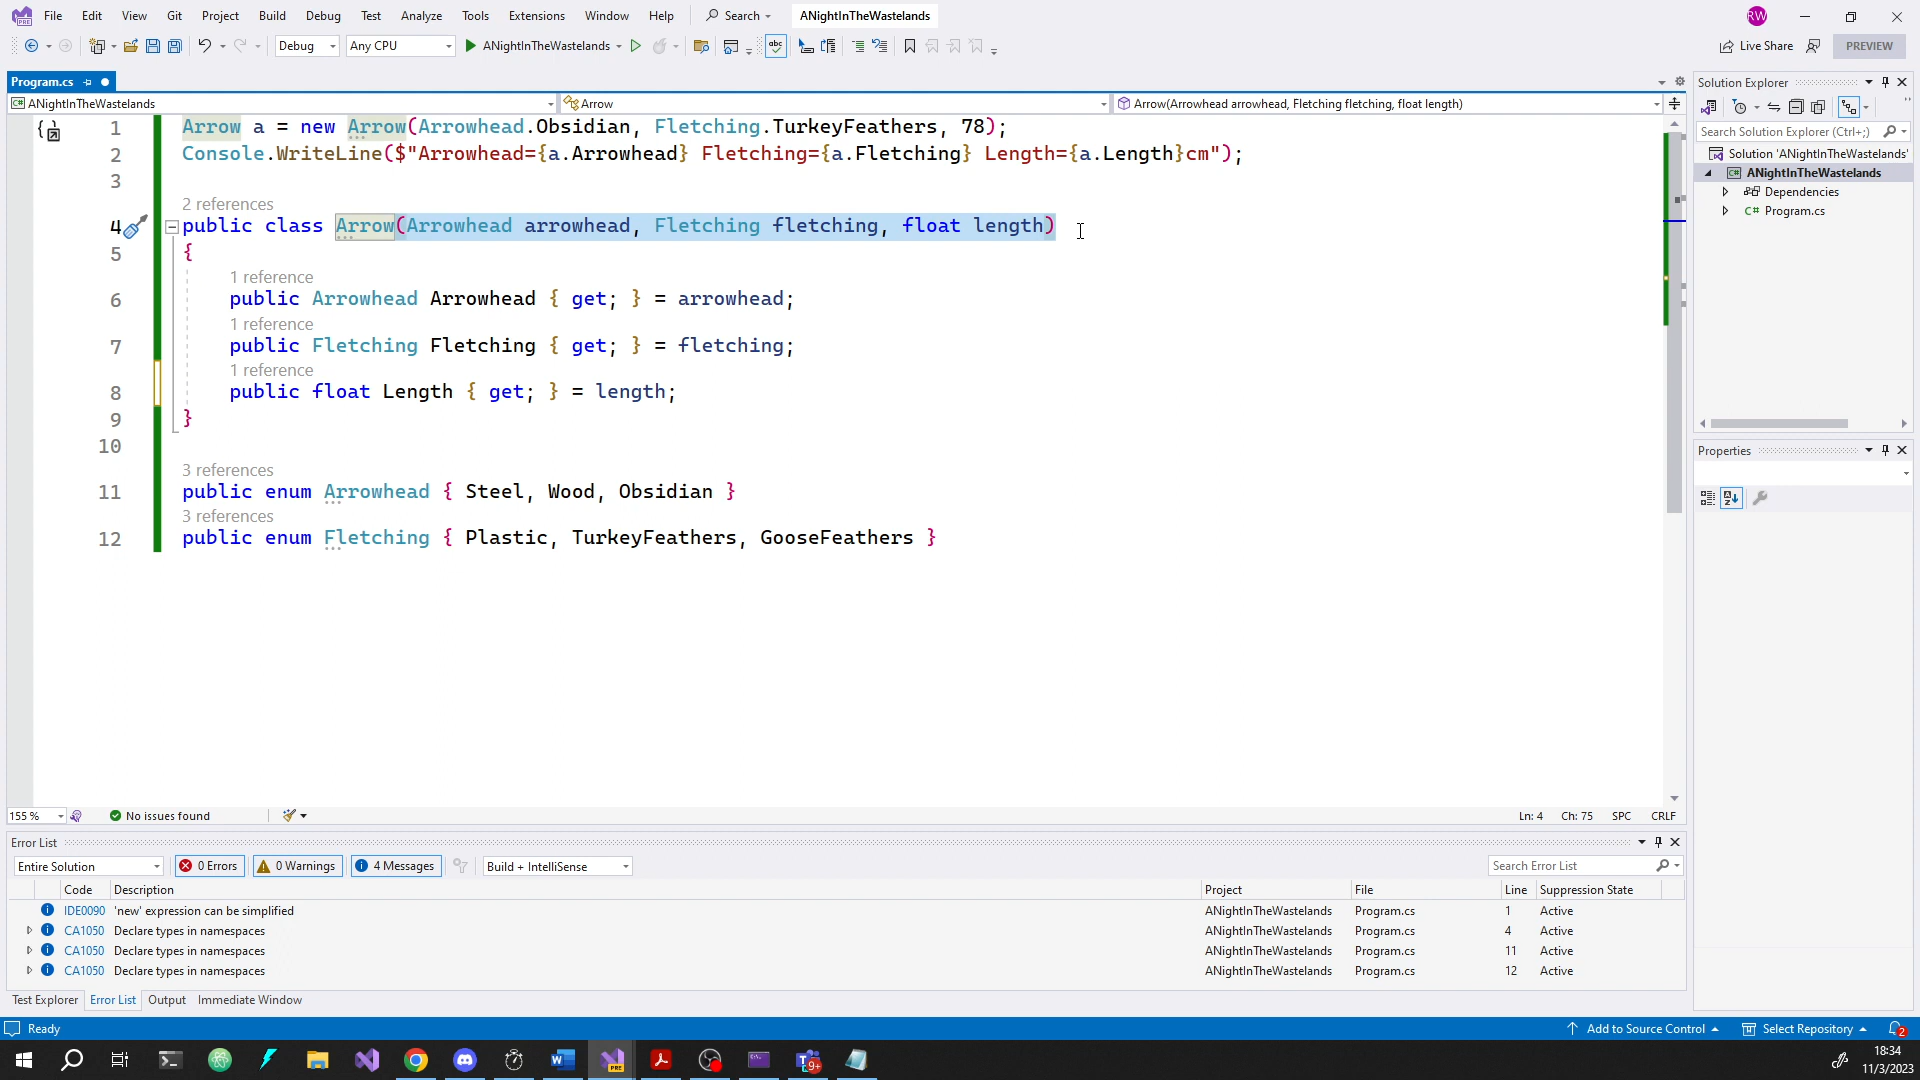 File Edit View Git Project Build Debug Test Analyze Tools Extensions Window Help Search ANightInTheWastelands RW
Debug Any CPU ANightInTheWastelands Live Share PREVIEW
Program.cs
ANightInTheWastelands Arrow Arrow(Arrowhead arrowhead, Fletching fletching, float length)
1 Arrow a = new Arrow(Arrowhead.Obsidian, Fletching.TurkeyFeathers, 78);
2 Console.WriteLine($"Arrowhead={a.Arrowhead} Fletching={a.Fletching} Length={a.Length}cm");
3
2 references
4 public class Arrow(Arrowhead arrowhead, Fletching fletching, float length)
5 {
1 reference
6 public Arrowhead Arrowhead { get; } = arrowhead;
1 reference
7 public Fletching Fletching { get; } = fletching;
1 reference
8 public float Length { get; } = length;
9 }
10
3 references
11 public enum Arrowhead { Steel, Wood, Obsidian }
3 references
12 public enum Fletching { Plastic, TurkeyFeathers, GooseFeathers }
155 % No issues found Ln: 4 Ch: 75 SPC CRLF
Solution Explorer
Search Solution Explorer (Ctrl+;)
Solution 'ANightInTheWastelands'
C# ANightInTheWastelands
Dependencies
C# Program.cs
Properties
Error List
Entire Solution 0 Errors 0 Warnings 4 Messages Build + IntelliSense Search Error List
Code Description Project File Line Suppression State
IDE0090 'new' expression can be simplified ANightInTheWastelands Program.cs 1 Active
CA1050 Declare types in namespaces ANightInTheWastelands Program.cs 4 Active
CA1050 Declare types in namespaces ANightInTheWastelands Program.cs 11 Active
CA1050 Declare types in namespaces ANightInTheWastelands Program.cs 12 Active
Test Explorer Error List Output Immediate Window
Ready Add to Source Control Select Repository 2
18:34
11/3/2023